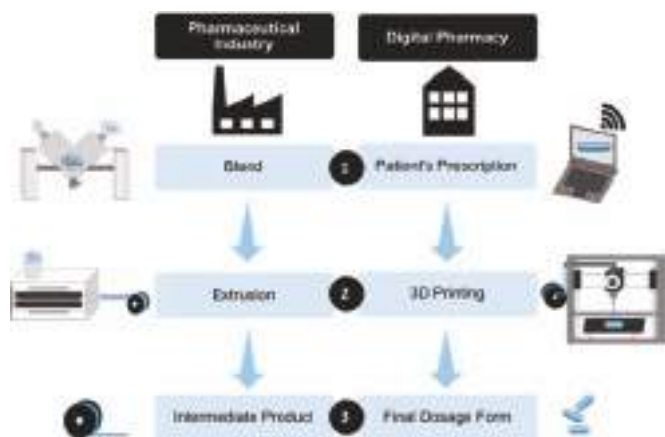 Pharmaceutical
Industry
Digital Pharmacy
Blend
1
Patient's Prescription
Extrusion
2
3D Printing
Intermediate Product
3
Final Dosage Form